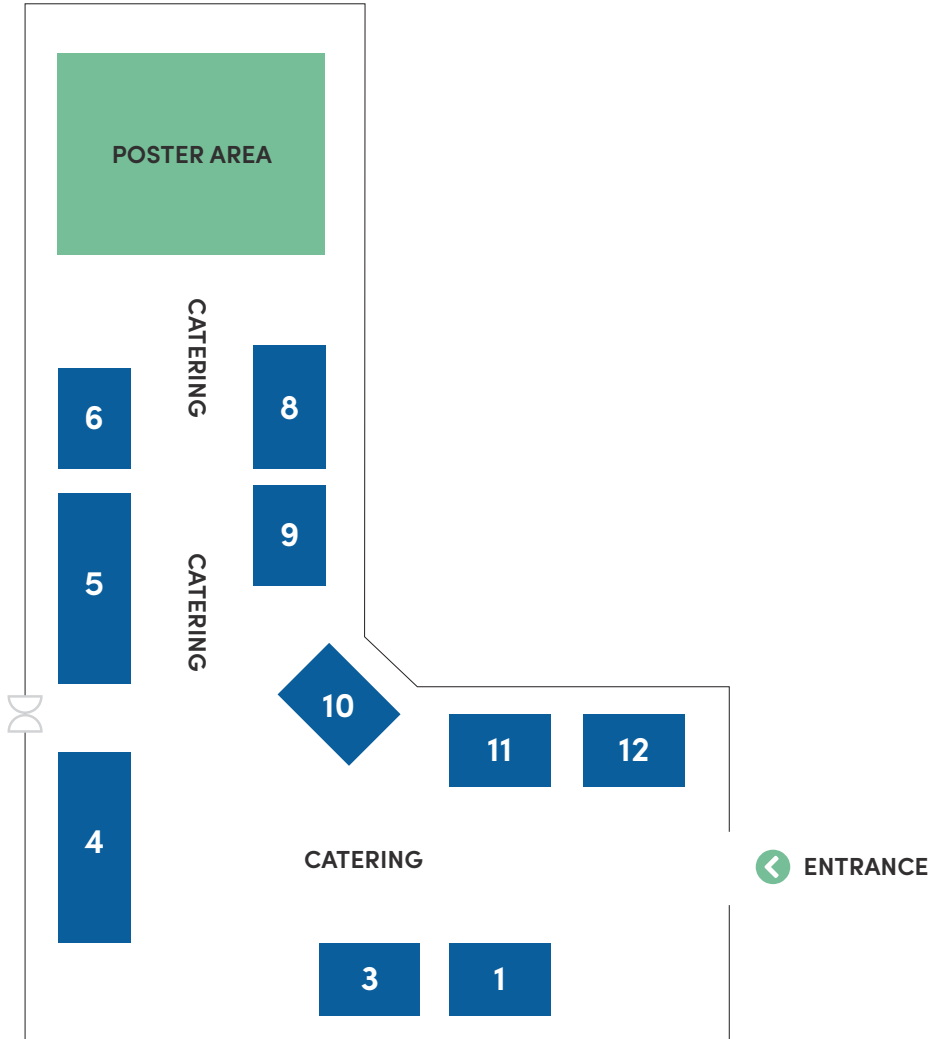 POSTER AREA
CATERING
6
8
5
9
CATERING
10
11
12
4
CATERING
ENTRANCE
3
1